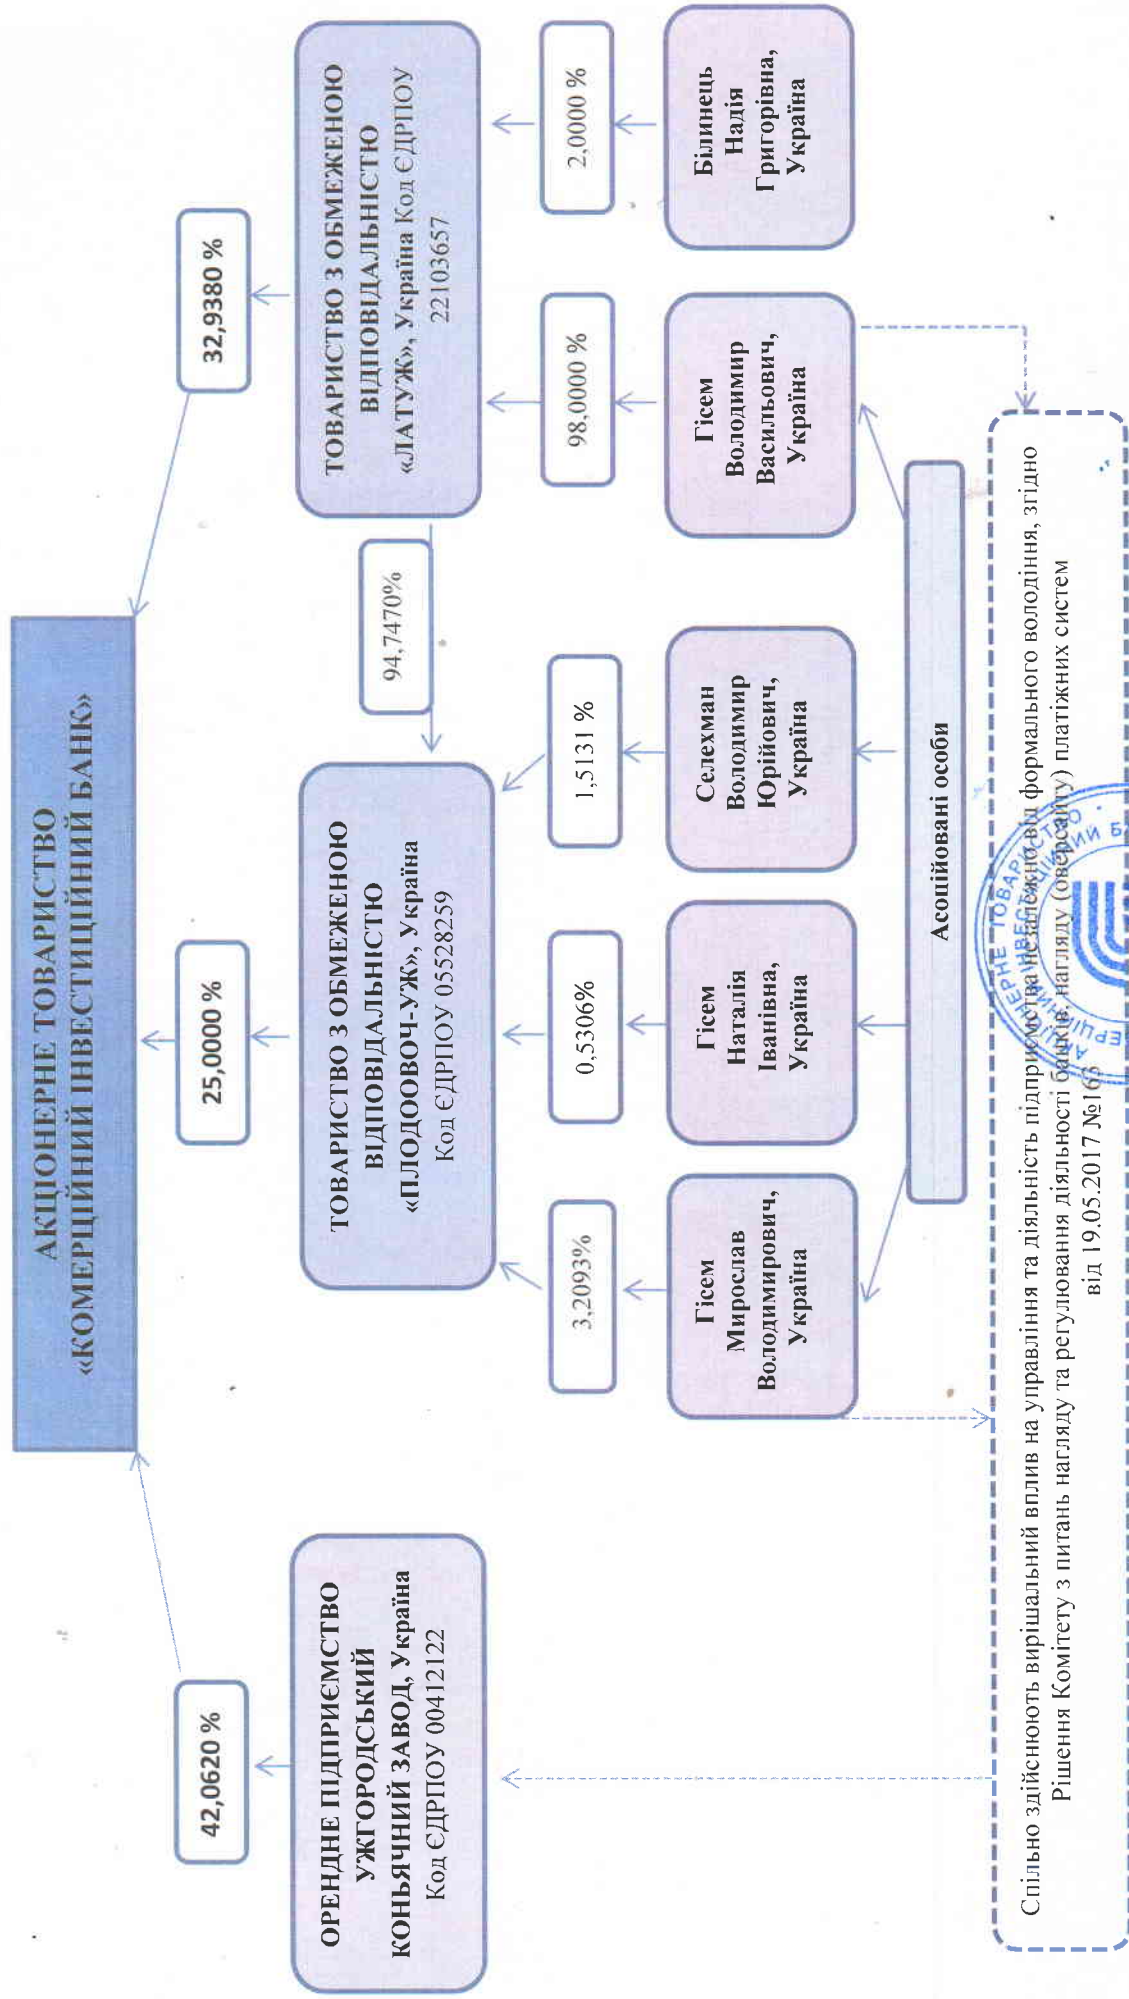 АКЦІОНЕРНЕ ТОВАРИСТВО
«КОМЕРЦІЙНИЙ ІНВЕСТИЦІЙНИЙ БАНК»
42,0620 %
25,0000 %
32,9380 %
ОРЕНДНЕ ПІДПРИЄМСТВО
УЖГОРОДСЬКИЙ
КОНЬЯЧНИЙ ЗАВОД, Україна
Код ЄДРПОУ 00412122
ТОВАРИСТВО З ОБМЕЖЕНОЮ
ВІДПОВІДАЛЬНІСТЮ
«ПЛОДООВОЧ-УЖ», Україна
Код ЄДРПОУ 05528259
94,7470%
ТОВАРИСТВО З ОБМЕЖЕНОЮ
ВІДПОВІДАЛЬНІСТЮ
«ЛАТУЖ», Україна Код ЄДРПОУ
22103657
3,2093%
0,5306%
1,5131 %
98,0000 %
2,0000 %
Гісем
Мирослав
Володимирович,
Україна
Гісем
Наталія
Іванівна,
Україна
Селехман
Володимир
Юрійович,
Україна
Гісем
Володимир
Васильович,
Україна
Білинець
Надія
Григорівна,
Україна
Асоційовані особи
Спільно здійснюють вирішальний вплив на управління та діяльність підприємства незалежно від формального володіння, згідно
Рішення Комітету з питань нагляду та регулювання діяльності банків, нагляду (оверсайту) платіжних систем
від 19.05.2017 №163
АКЦІОНЕРНЕ ТОВАРИСТВО
ІНВЕСТИЦІЙНИЙ